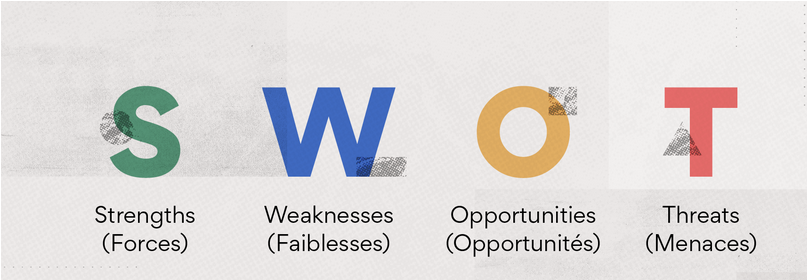 S W O T
Strengths Weaknesses Opportunities Threats
(Forces) (Faiblesses) (Opportunités) (Menaces)